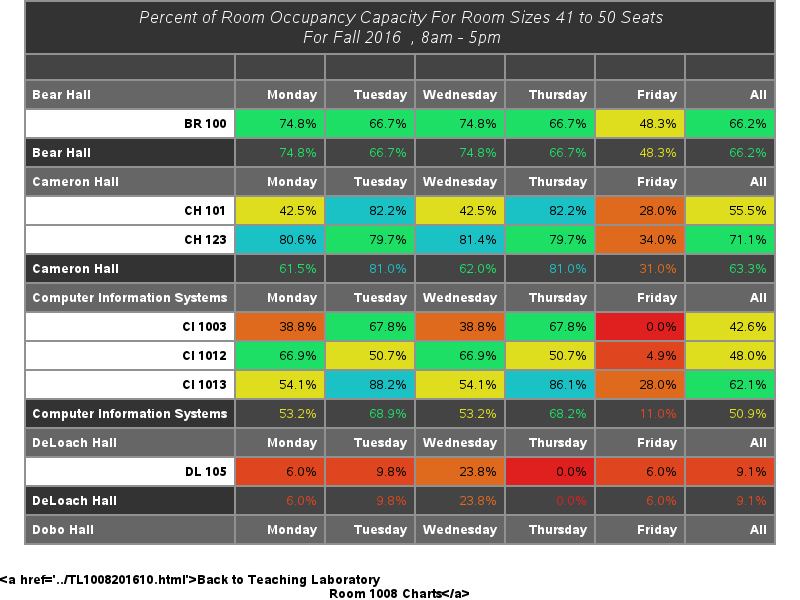 Percent of Room Occupancy Capacity For Room Sizes 41 to 50 Seats
For Fall 2016 , 8am - 5pm
Bear Hall Monday Tuesday Wednesday Thursday Friday All
BR 100 74.8% 66.7% 74.8% 66.7% 48.3% 66.2%
Bear Hall 74.8% 66.7% 74.8% 66.7% 48.3% 66.2%
Cameron Hall Monday Tuesday Wednesday Thursday Friday All
CH 101 42.5% 82.2% 42.5% 82.2% 28.0% 55.5%
CH 123 80.6% 79.7% 81.4% 79.7% 34.0% 71.1%
Cameron Hall 61.5% 81.0% 62.0% 81.0% 31.0% 63.3%
Computer Information Systems Monday Tuesday Wednesday Thursday Friday All
CI 1003 38.8% 67.8% 38.8% 67.8% 0.0% 42.6%
CI 1012 66.9% 50.7% 66.9% 50.7% 4.9% 48.0%
CI 1013 54.1% 88.2% 54.1% 86.1% 28.0% 62.1%
Computer Information Systems 53.2% 68.9% 53.2% 68.2% 11.0% 50.9%
DeLoach Hall Monday Tuesday Wednesday Thursday Friday All
DL 105 6.0% 9.8% 23.8% 0.0% 6.0% 9.1%
DeLoach Hall 6.0% 9.8% 23.8% 0.0% 6.0% 9.1%
Dobo Hall Monday Tuesday Wednesday Thursday Friday All
<a href='../TL1008201610.html'>Back to Teaching Laboratory
Room 1008 Charts</a>